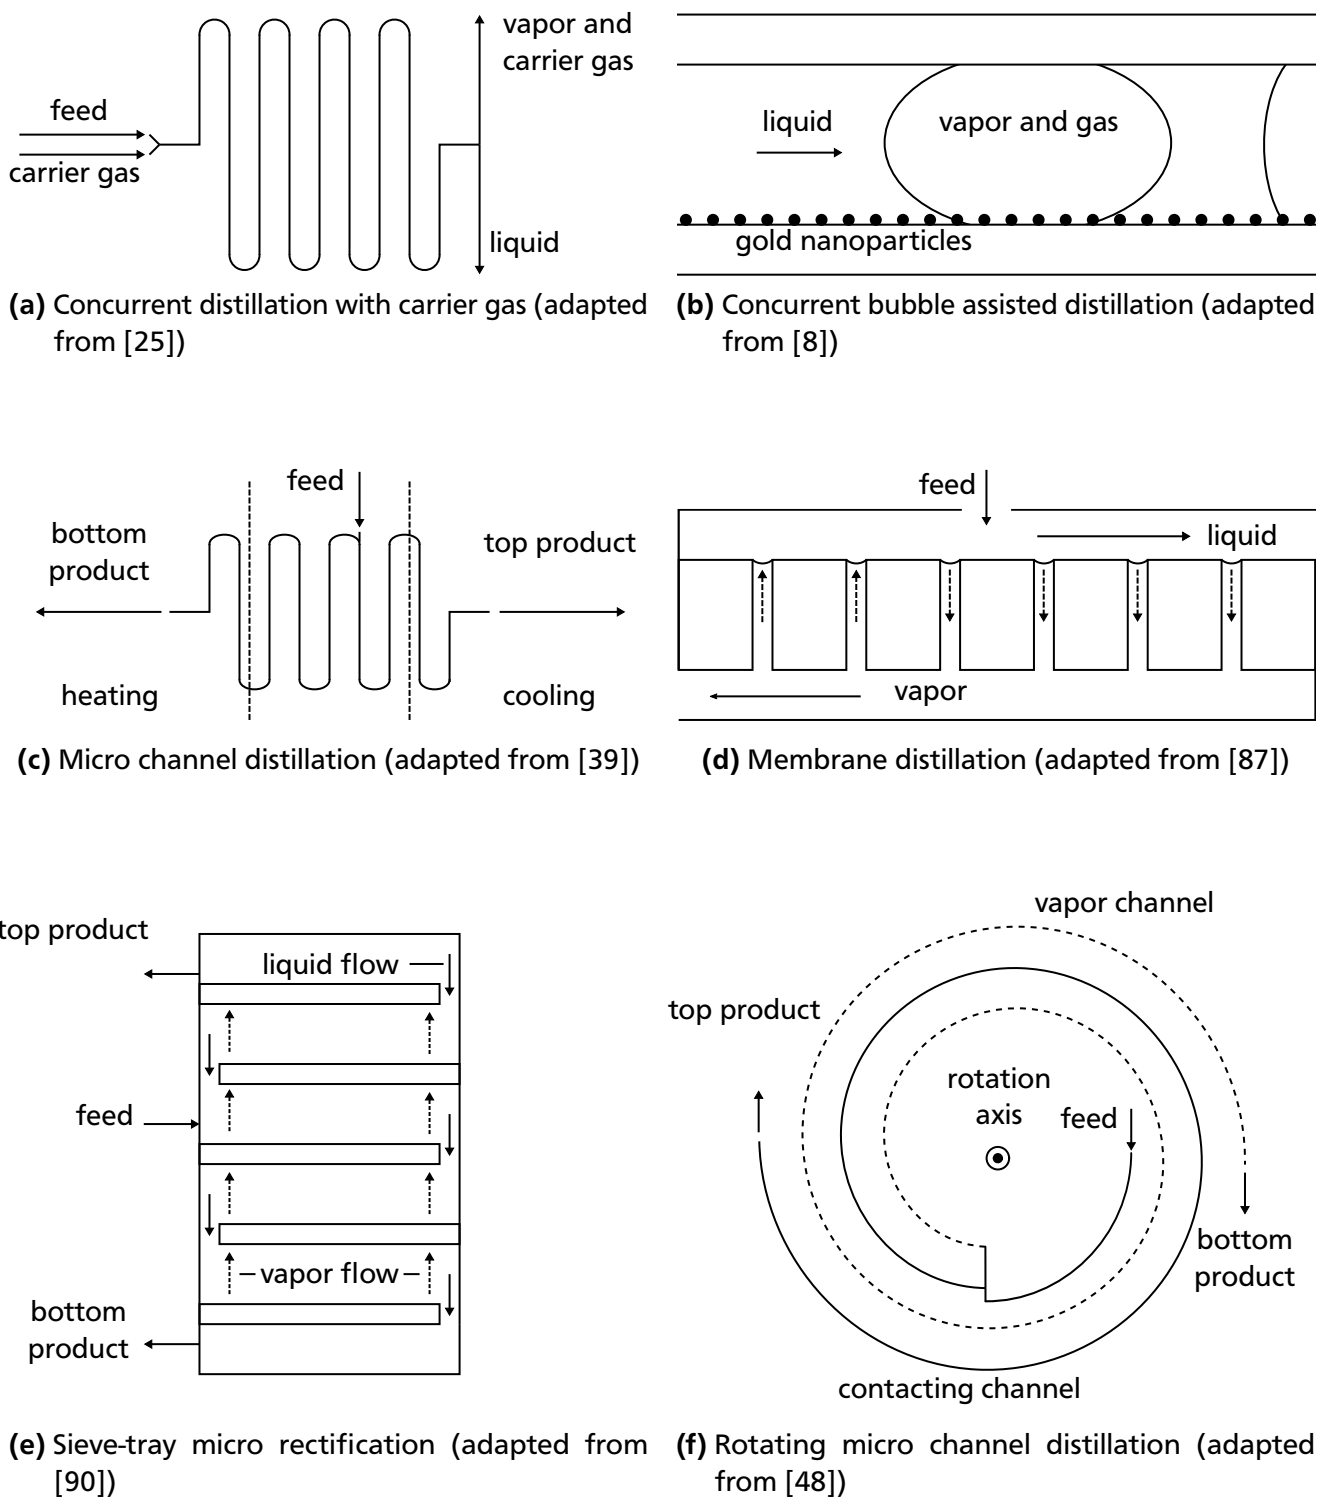 vapor and
carrier gas
feed
carrier gas
liquid
(a) Concurrent distillation with carrier gas (adapted
from [25])
liquid
vapor and gas
gold nanoparticles
(b) Concurrent bubble assisted distillation (adapted
from [8])
feed
bottom
product
top product
heating
cooling
(c) Micro channel distillation (adapted from [39])
feed
liquid
vapor
(d) Membrane distillation (adapted from [87])
top product
liquid flow
feed
vapor flow
bottom
product
(e) Sieve-tray micro rectification (adapted from
[90])
vapor channel
top product
rotation
axis
feed
bottom
product
contacting channel
(f) Rotating micro channel distillation (adapted
from [48])